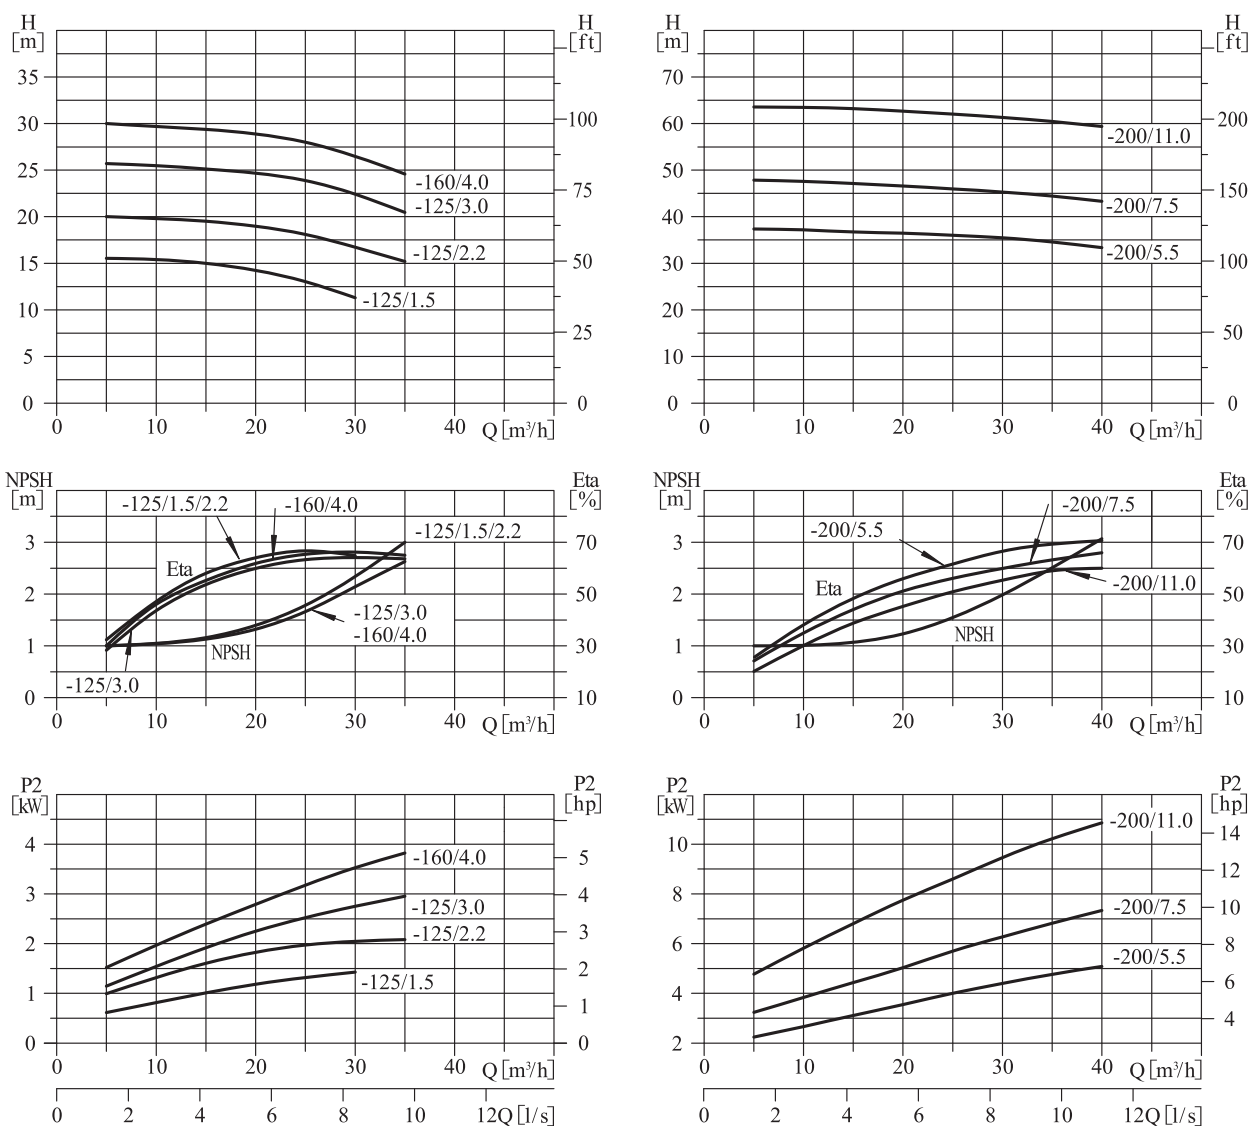 H
[m]
H
[ft]
35
30
25
20
15
10
5
0
100
75
50
25
0
-160/4.0
-125/3.0
-125/2.2
-125/1.5
0 10 20 30 40 Q [m³/h]
H
[m]
H
[ft]
70
60
50
40
30
20
10
0
200
150
100
50
0
-200/11.0
-200/7.5
-200/5.5
0 10 20 30 40 Q [m³/h]
NPSH
[m]
Eta
[%]
3
2
1
0
70
50
30
10
-125/1.5/2.2
-160/4.0
-125/1.5/2.2
Eta
-125/3.0
-160/4.0
NPSH
-125/3.0
0 10 20 30 40 Q [m³/h]
NPSH
[m]
Eta
[%]
3
2
1
0
70
50
30
10
-200/7.5
-200/5.5
Eta
-200/11.0
NPSH
0 10 20 30 40 Q [m³/h]
P2
[kW]
P2
[hp]
4
3
2
1
0
5
4
3
2
1
0
-160/4.0
-125/3.0
-125/2.2
-125/1.5
0 10 20 30 40 Q [m³/h]
0 2 4 6 8 10 12 Q [l/s]
P2
[kW]
P2
[hp]
10
8
6
4
2
14
12
10
8
6
4
-200/11.0
-200/7.5
-200/5.5
0 10 20 30 40 Q [m³/h]
0 2 4 6 8 10 12 Q [l/s]